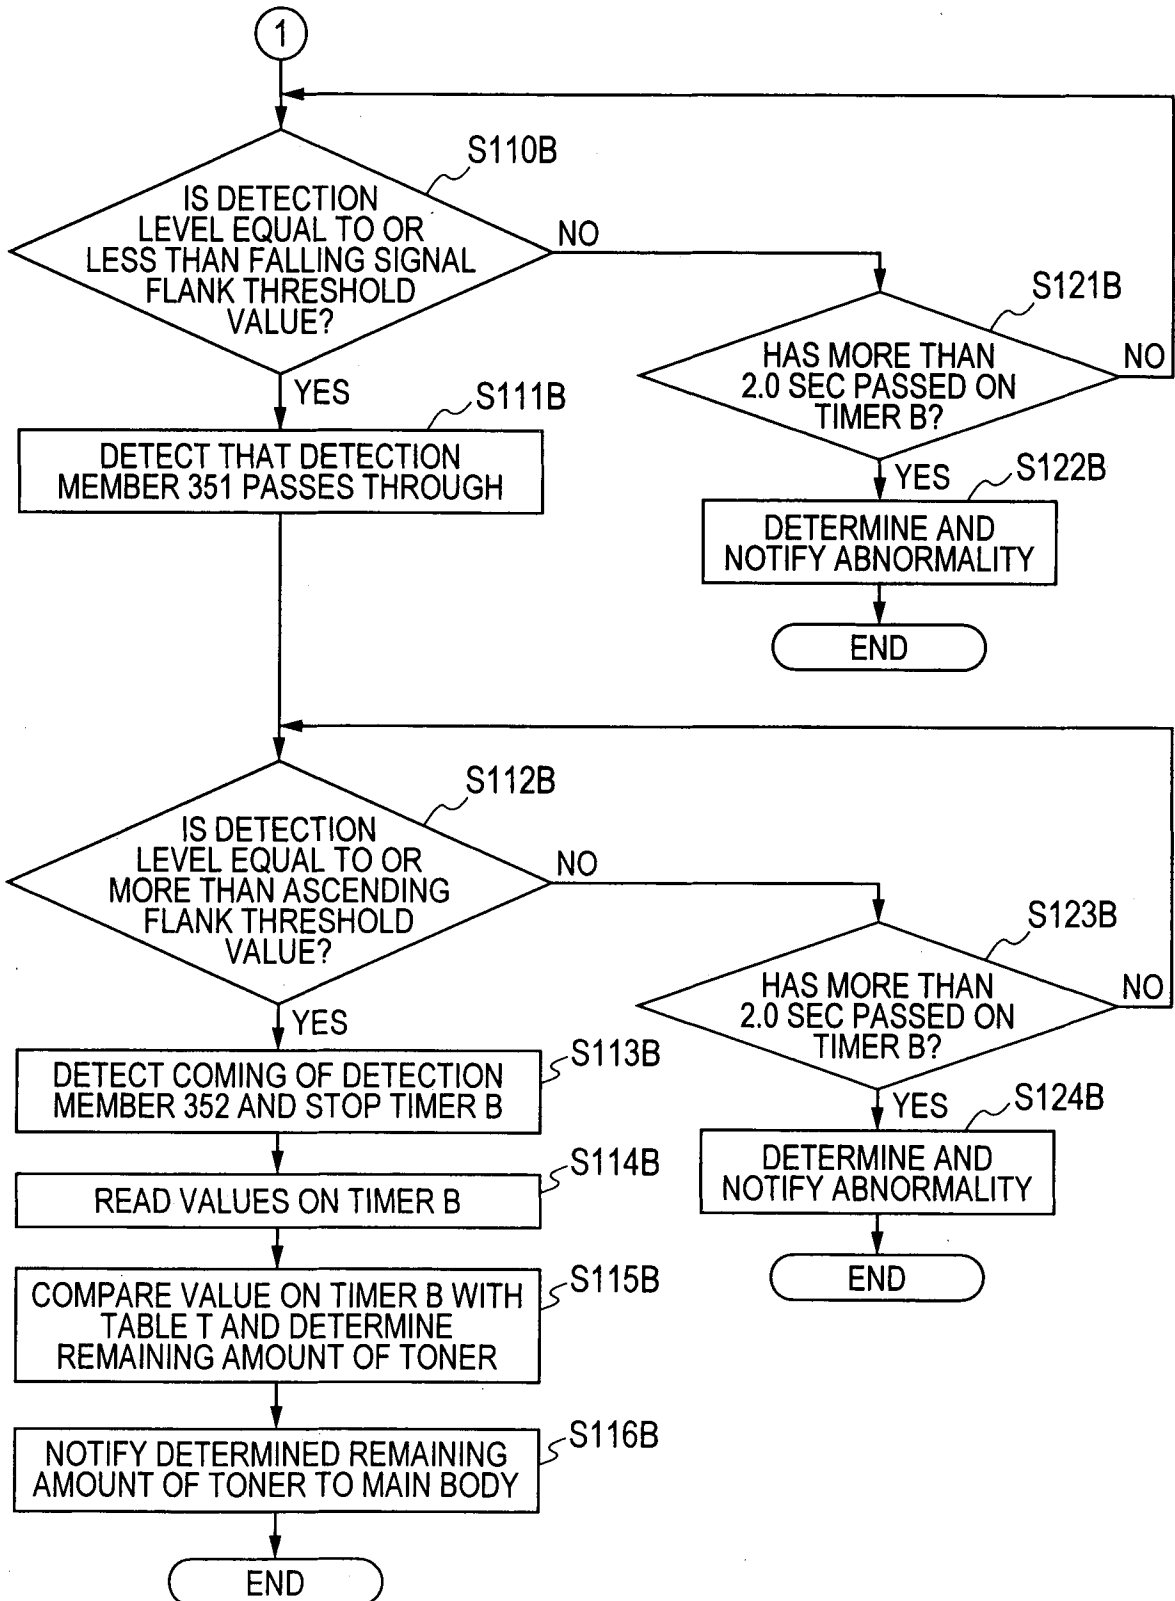 1
S110B
IS DETECTION
LEVEL EQUAL TO OR
LESS THAN FALLING SIGNAL
FLANK THRESHOLD
VALUE?
NO
YES
S121B
HAS MORE THAN
2.0 SEC PASSED ON
TIMER B?
NO
YES
S111B
DETECT THAT DETECTION
MEMBER 351 PASSES THROUGH
S122B
DETERMINE AND
NOTIFY ABNORMALITY
END
S112B
IS DETECTION
LEVEL EQUAL TO OR
MORE THAN ASCENDING
FLANK THRESHOLD
VALUE?
NO
YES
S123B
HAS MORE THAN
2.0 SEC PASSED ON
TIMER B?
NO
YES
S113B
DETECT COMING OF DETECTION
MEMBER 352 AND STOP TIMER B
S124B
DETERMINE AND
NOTIFY ABNORMALITY
END
S114B
READ VALUES ON TIMER B
S115B
COMPARE VALUE ON TIMER B WITH
TABLE T AND DETERMINE
REMAINING AMOUNT OF TONER
S116B
NOTIFY DETERMINED REMAINING
AMOUNT OF TONER TO MAIN BODY
END